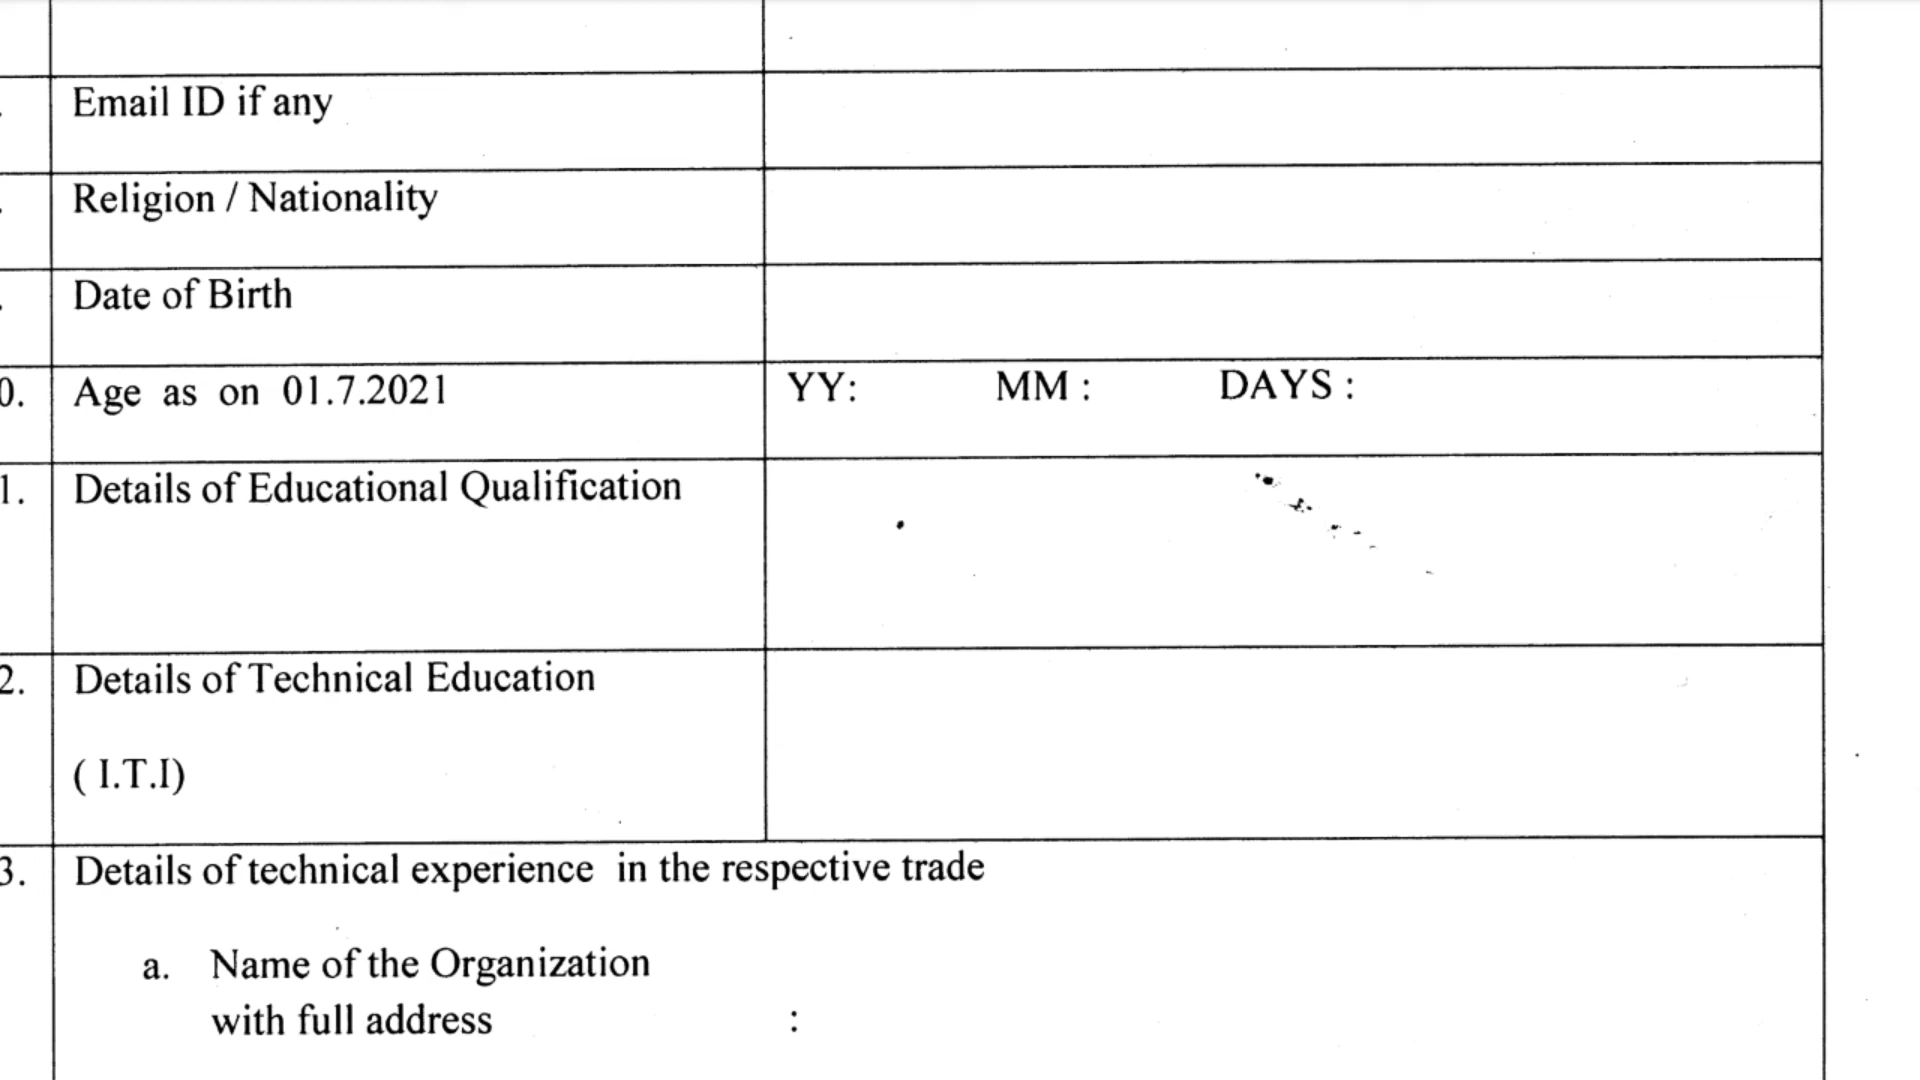 . Email ID if any
. Religion / Nationality
. Date of Birth
0. Age as on 01.7.2021 YY: MM : DAYS :
1. Details of Educational Qualification
2. Details of Technical Education
( I.T.I)
3. Details of technical experience in the respective trade
a. Name of the Organization
with full address :